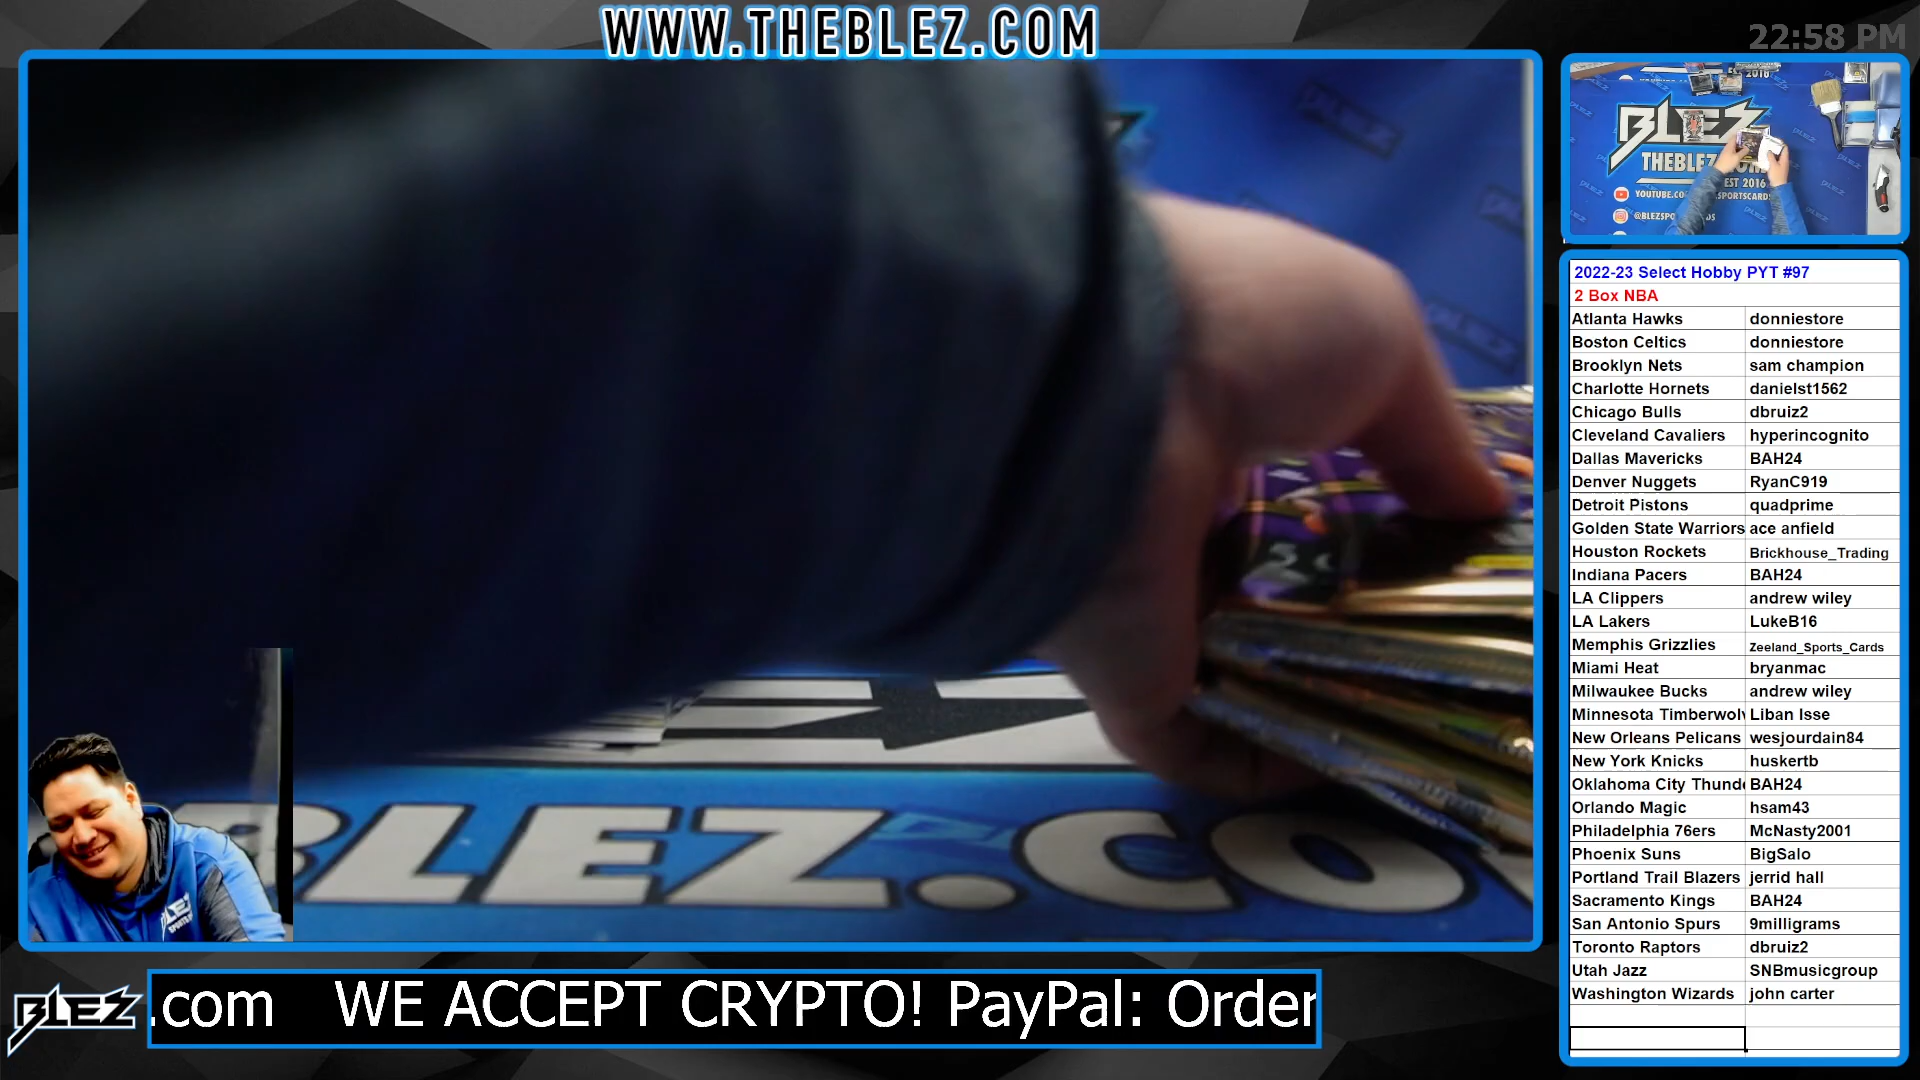 WWW.THEBLEZ.COM
22:58 PM
BLEZ
THEBLEZ
EST 2016
2022-23 Select Hobby PYT #97
2 Box NBA
Atlanta Hawks donniestore
Boston Celtics donniestore
Brooklyn Nets sam champion
Charlotte Hornets danielst1562
Chicago Bulls dbruiz2
Cleveland Cavaliers hyperincognito
Dallas Mavericks BAH24
Denver Nuggets RyanC919
Detroit Pistons quadprime
Golden State Warriors ace anfield
Houston Rockets Brickhouse_Trading
Indiana Pacers BAH24
LA Clippers andrew wiley
LA Lakers LukeB16
Memphis Grizzlies Zeeland_Sports_Cards
Miami Heat bryanmac
Milwaukee Bucks andrew wiley
Minnesota Timberwolv Liban Isse
New Orleans Pelicans wesjourdain84
New York Knicks huskertb
Oklahoma City Thunde BAH24
Orlando Magic hsam43
Philadelphia 76ers McNasty2001
Phoenix Suns BigSalo
Portland Trail Blazers jerrid hall
Sacramento Kings BAH24
San Antonio Spurs 9milligrams
Toronto Raptors dbruiz2
Utah Jazz SNBmusicgroup
Washington Wizards john carter
BLEZ.CO
BLEZ
.com WE ACCEPT CRYPTO! PayPal: Order